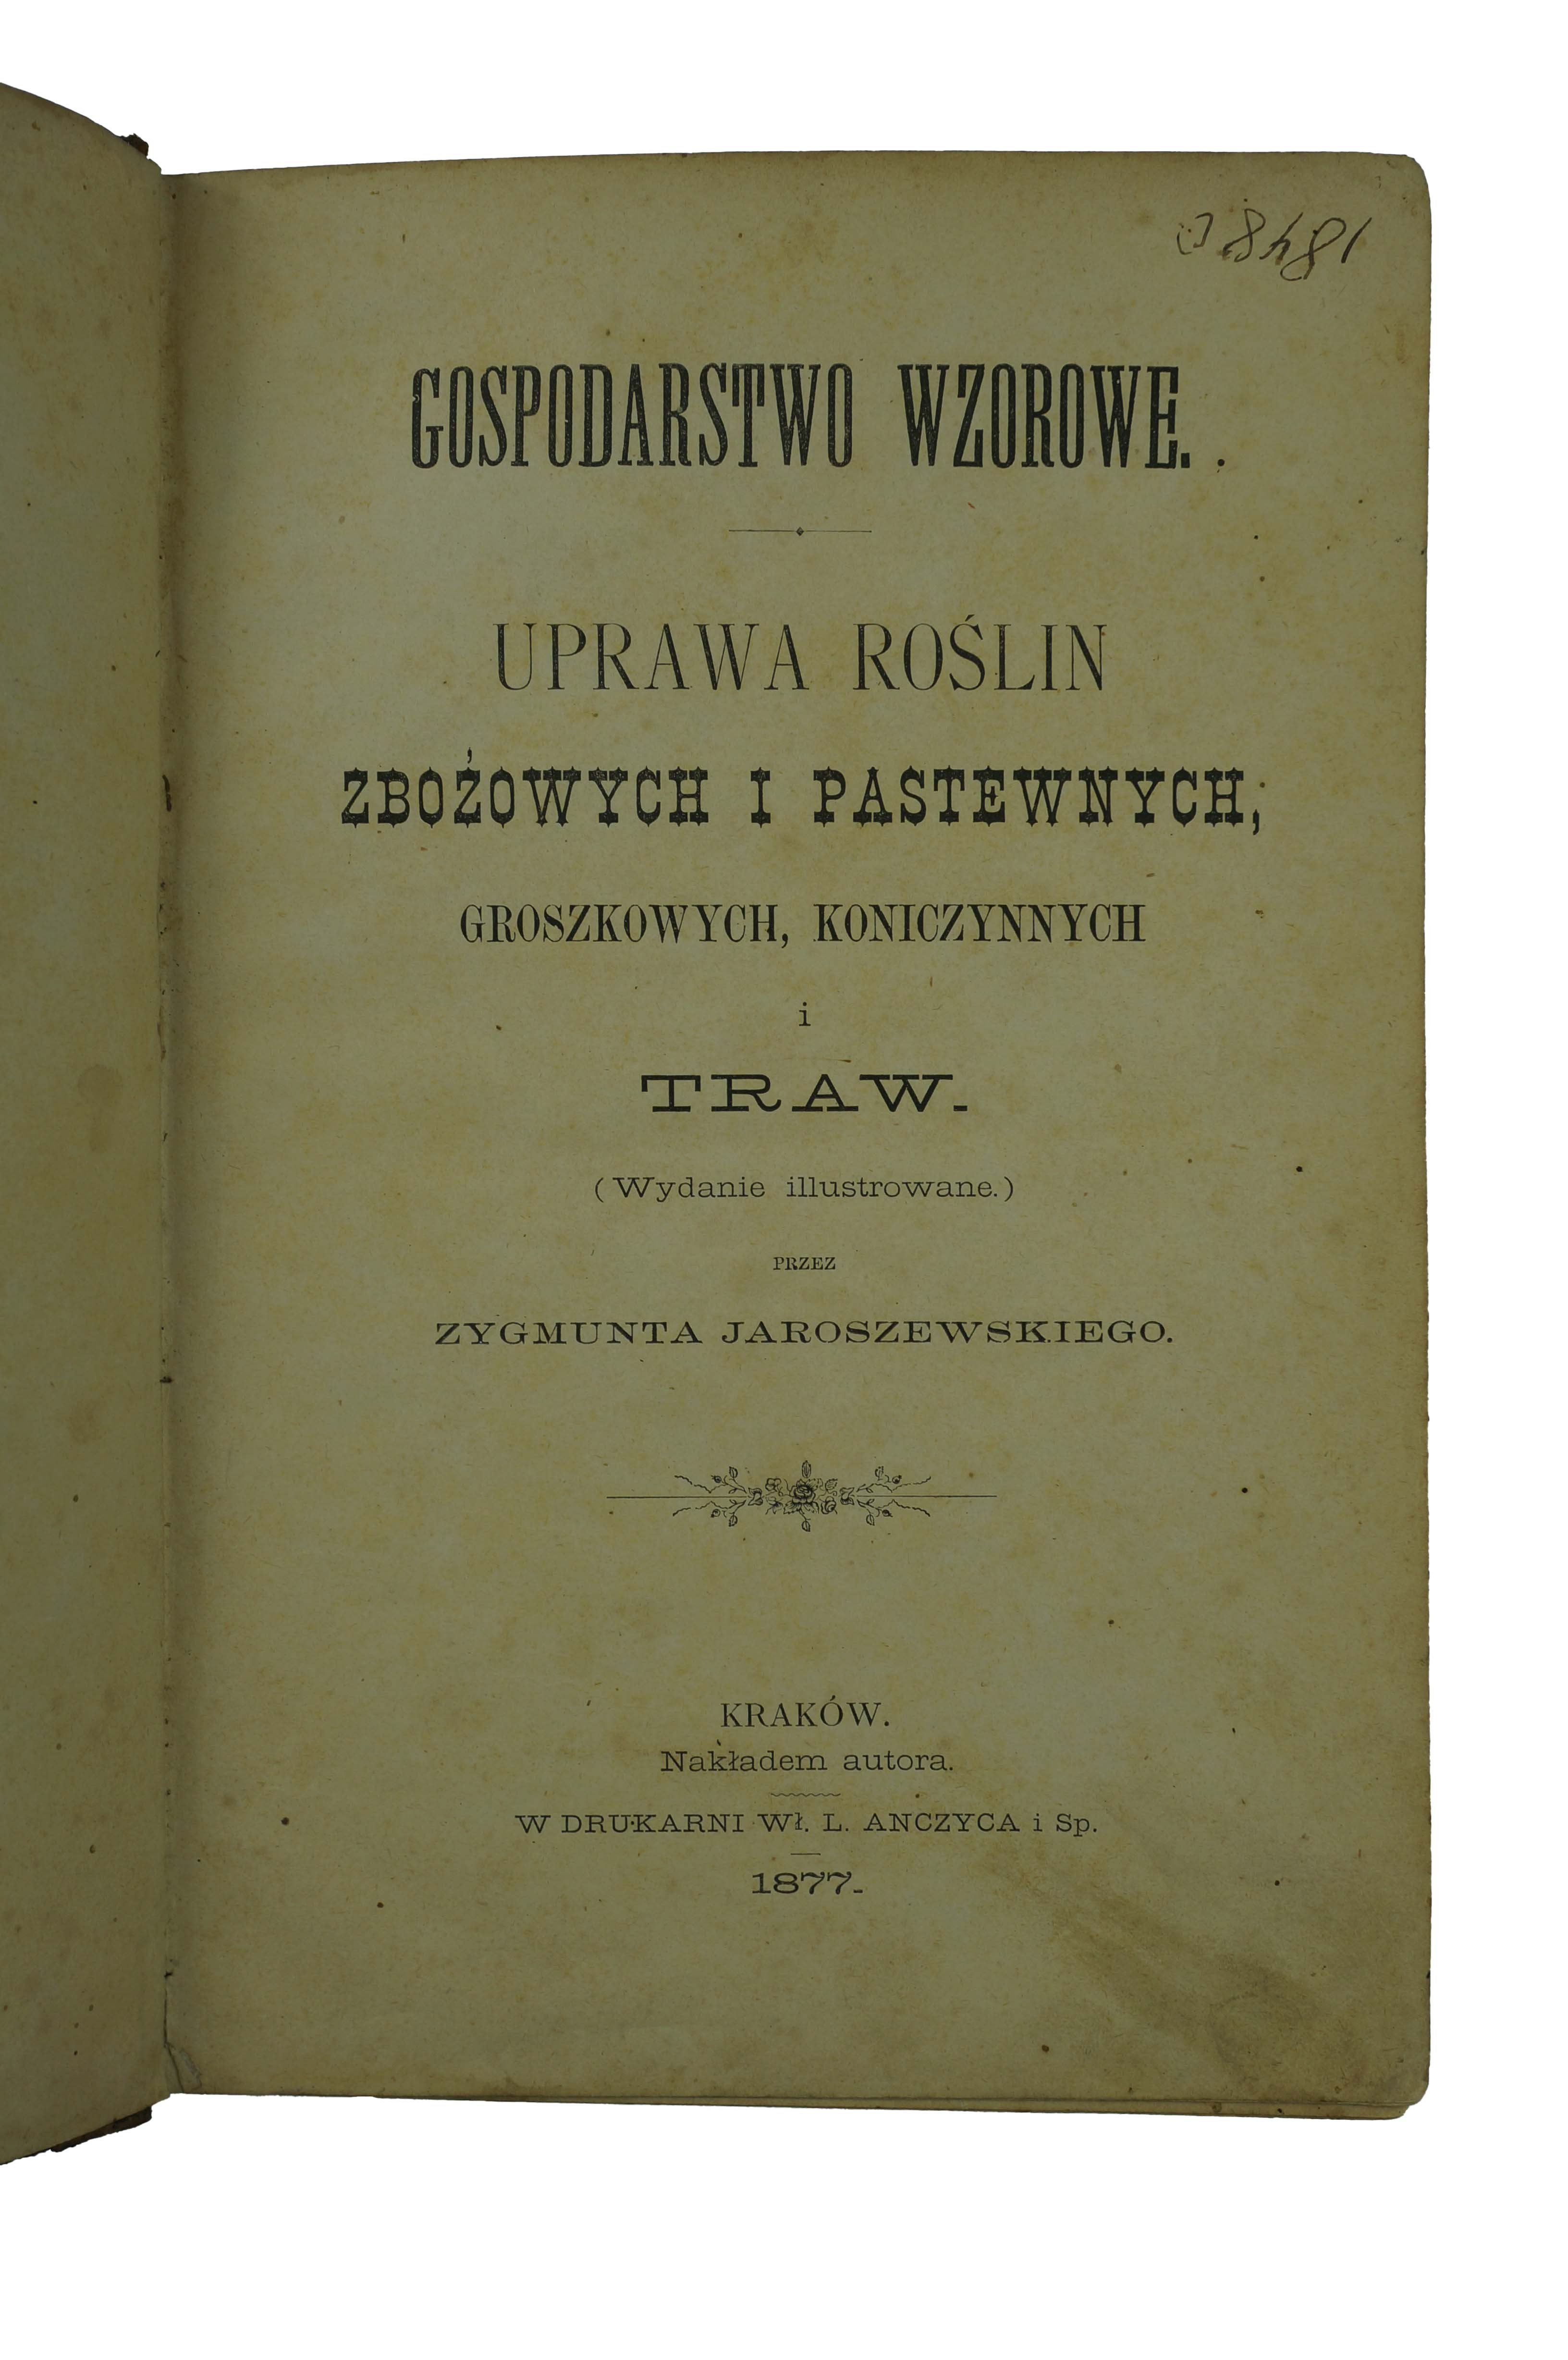 GOSPODARSTWO WZOROWE.
UPRAWA ROŚLIN
ZBOŻOWYCH I PASTEWNYCH,
GROSZKOWYCH, KONICZYNNYCH
i
TRAW.
(Wydanie illustrowane.)
PRZEZ
ZYGMUNTA JAROSZEWSKIEGO.
KRAKÓW.
Nakładem autora.
W DRUKARNI Wł. L. ANCZYCA i Sp.
1877.